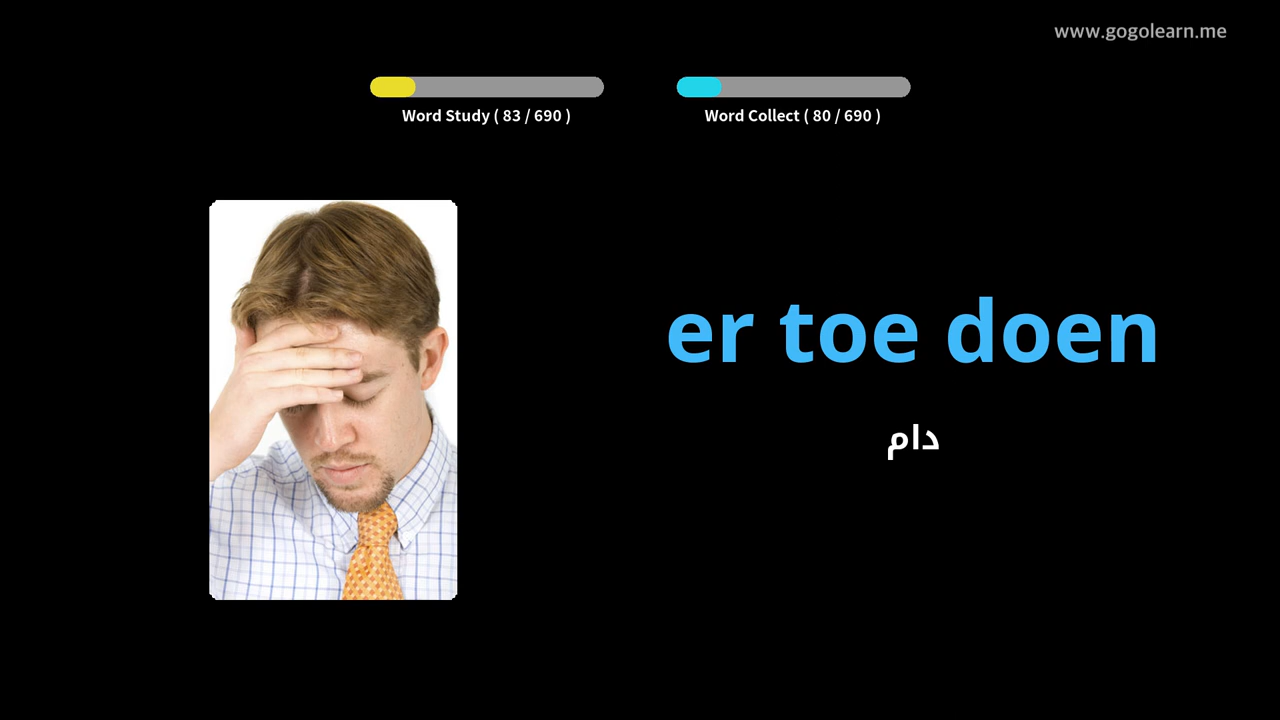 www.gogolearn.me
Word Study ( 83 / 690 )
Word Collect ( 80 / 690 )
er toe doen
دام